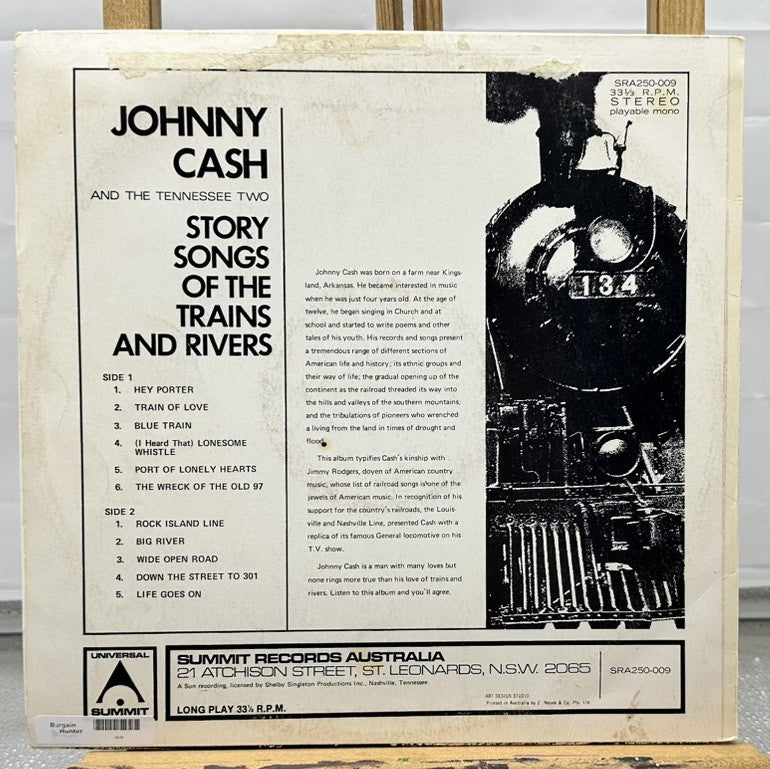 SRA250-009
33⅓ R.P.M.
STEREO
playable mono
JOHNNY
CASH
AND THE TENNESSEE TWO
STORY
SONGS
OF THE
TRAINS
AND RIVERS
SIDE 1
1. HEY PORTER
2. TRAIN OF LOVE
3. BLUE TRAIN
4. (I Heard That) LONESOME
WHISTLE
5. PORT OF LONELY HEARTS
6. THE WRECK OF THE OLD 97
SIDE 2
1. ROCK ISLAND LINE
2. BIG RIVER
3. WIDE OPEN ROAD
4. DOWN THE STREET TO 301
5. LIFE GOES ON
Johnny Cash was born on a farm near Kings-
land, Arkansas. He became interested in music
when he was just four years old. At the age of
twelve, he began singing in Church and at
school and started to write poems and other
tales of his youth. His records and songs present
a tremendous range of different sections of
American life and history; its ethnic groups and
their way of life; the gradual opening up of the
continent as the railroad threaded its way into
the hills and valleys of the southern mountains,
and the tribulations of pioneers who wrenched
a living from the land in times of drought and
flood.
This album typifies Cash's kinship with
Jimmy Rodgers, doyen of American country
music, whose list of railroad songs is one of the
jewels of American music. In recognition of his
support for the country's railroads, the Louis-
ville and Nashville Line, presented Cash with a
replica of its famous General locomotive on his
T.V. show.
Johnny Cash is a man with many loves but
none rings more true than his love of trains and
rivers. Listen to this album and you'll agree.
134
UNIVERSAL
SUMMIT
SUMMIT RECORDS AUSTRALIA
21 ATCHISON STREET, ST. LEONARDS, N.S.W. 2065
A Sun recording, licensed by Shelby Singleton Productions Inc., Nashville, Tennessee.
LONG PLAY 33⅓ R.P.M.
SRA250-009
ART DESIGN STUDIO
Printed in Australia by Z. Nosek & Co. Pty. Ltd.
Bargain
Hunter